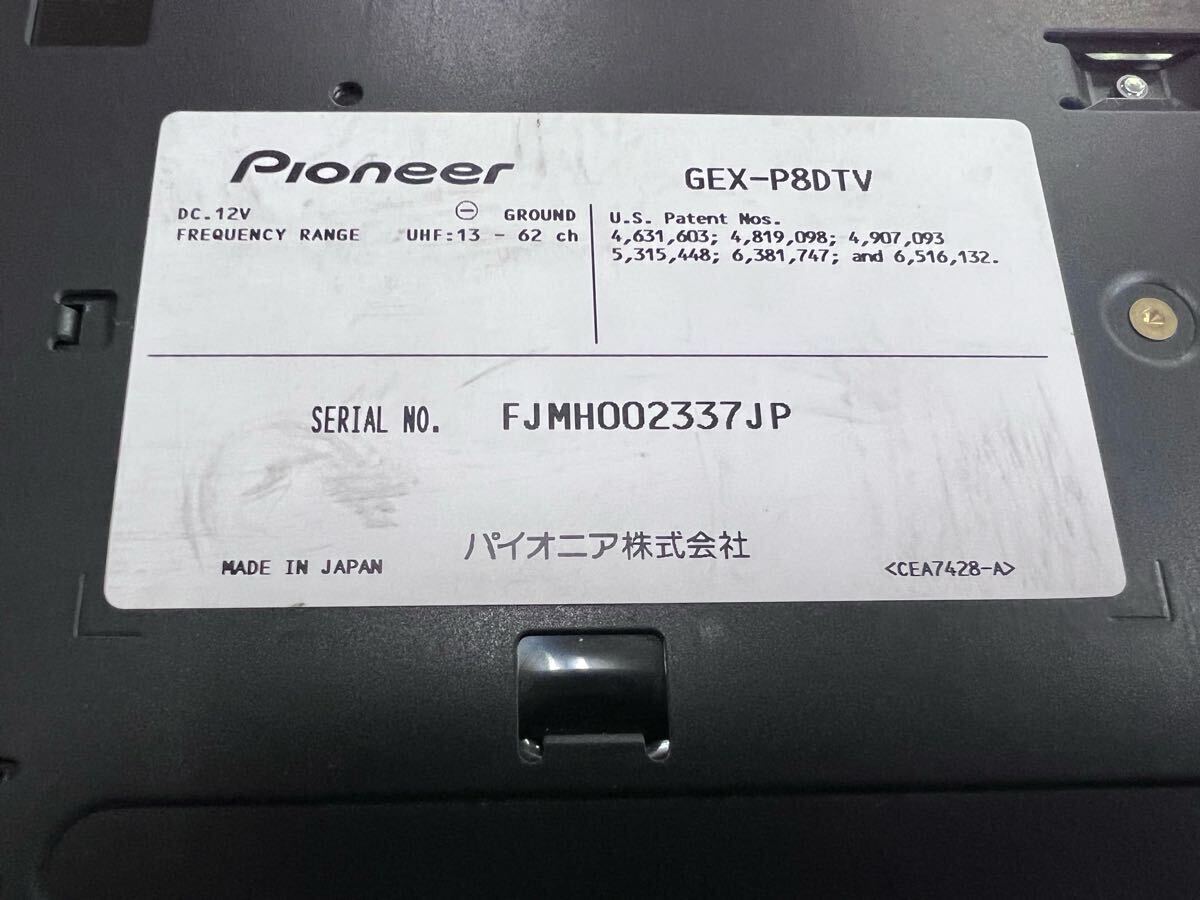 Pioneer
GEX-P8DTV
DC.12V ⊖ GROUND
FREQUENCY RANGE UHF:13 - 62 ch
U.S. Patent Nos.
4,631,603; 4,819,098; 4,907,093
5,315,448; 6,381,747; and 6,516,132.
SERIAL NO. FJMH002337JP
パイオニア株式会社
MADE IN JAPAN
<CEA7428-A>